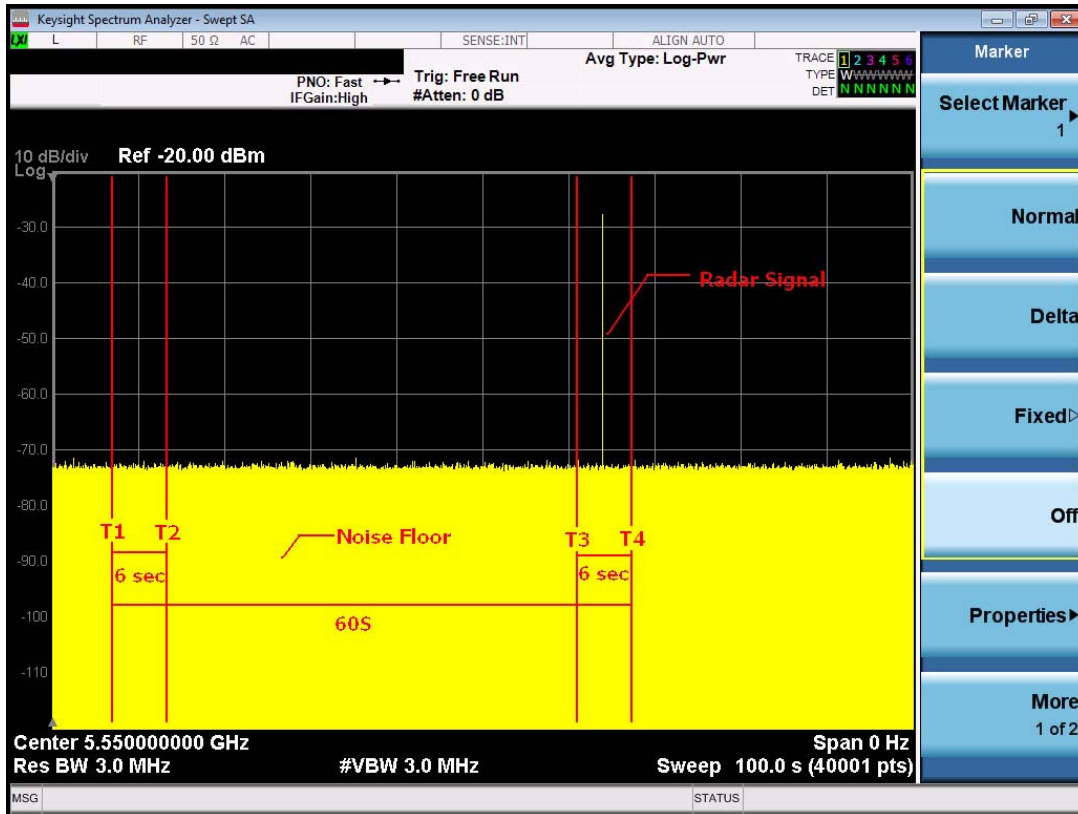 Keysight Spectrum Analyzer - Swept SA
LXI L RF 50 Ω AC SENSE:INT ALIGN AUTO
PNO: Fast
IFGain:High
Trig: Free Run
#Atten: 0 dB
Avg Type: Log-Pwr
TRACE 1 2 3 4 5 6
TYPE WWWWWWW
DET N N N N N N
10 dB/div Ref -20.00 dBm
Log
-30.0
-40.0
-50.0
-60.0
-70.0
-80.0
-90.0
-100
-110
Radar Signal
T1 T2 Noise Floor T3 T4
6 sec 6 sec
60S
Center 5.550000000 GHz Span 0 Hz
Res BW 3.0 MHz #VBW 3.0 MHz Sweep 100.0 s (40001 pts)
MSG STATUS
Marker
Select Marker
1
Normal
Delta
Fixed
Off
Properties
More
1 of 2